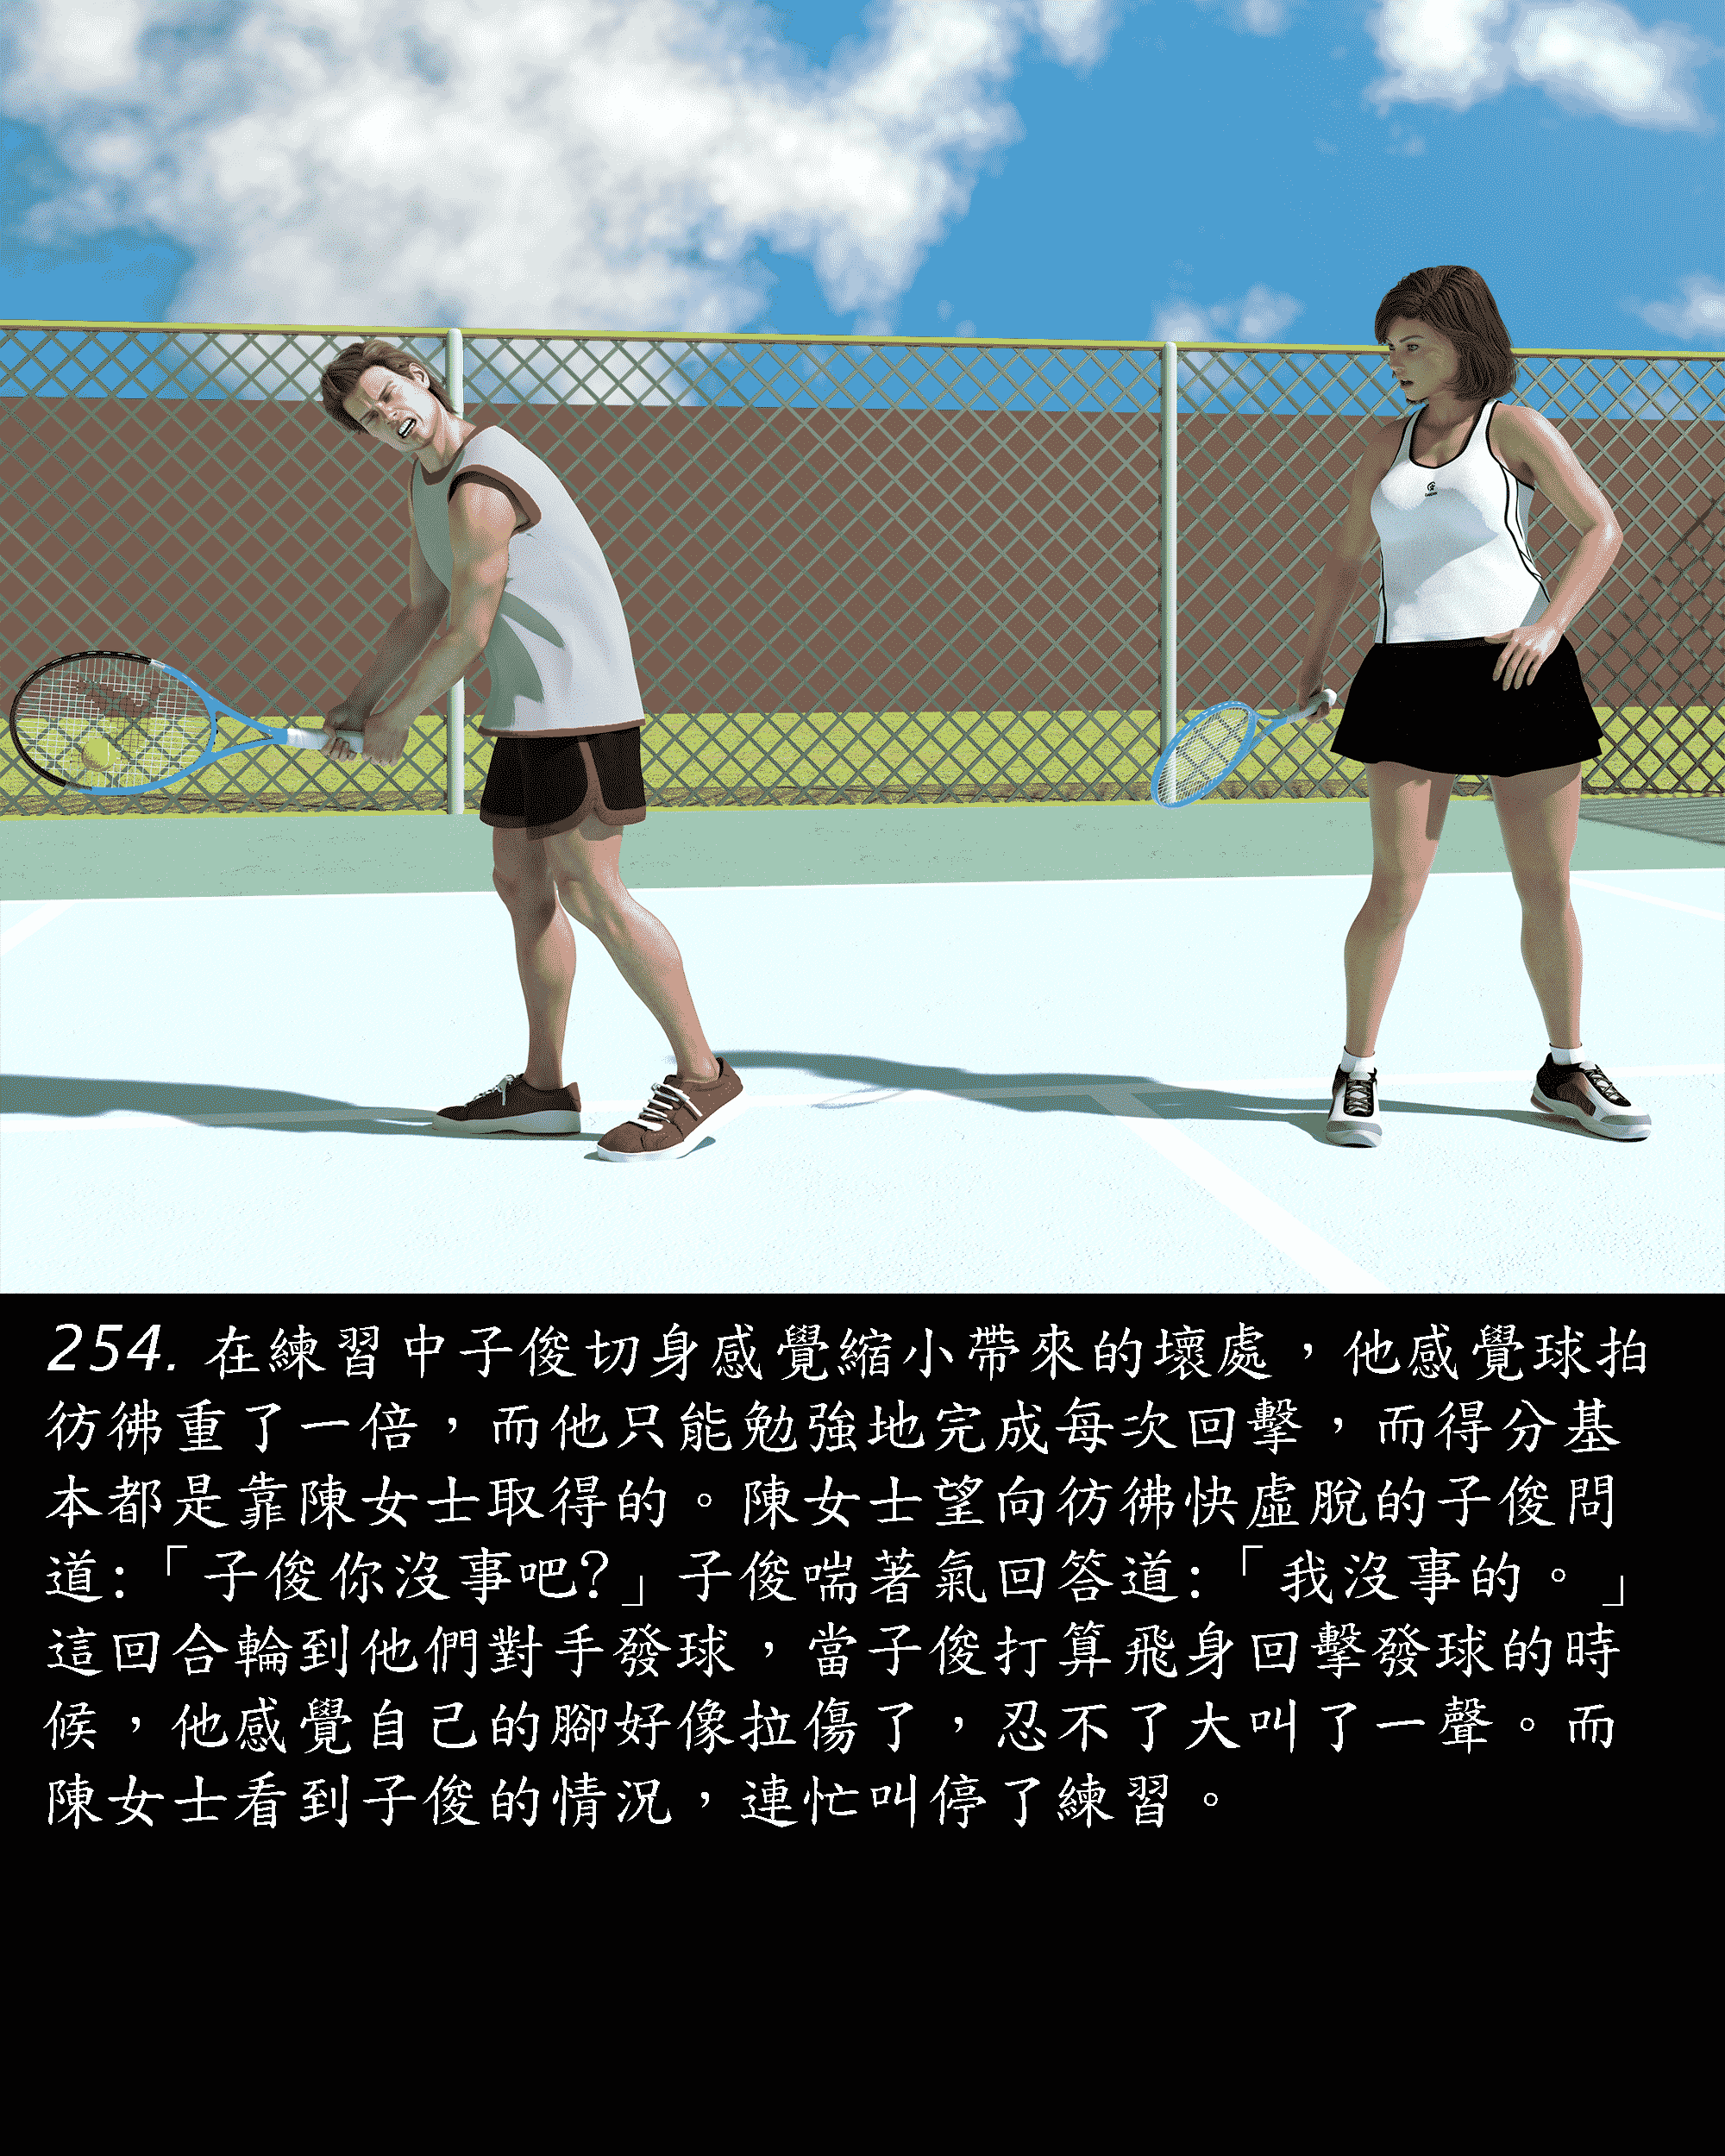 254. 在練習中子俊切身感覺縮小帶來的壞處，他感覺球拍
彷彿重了一倍，而他只能勉強地完成每次回擊，而得分基
本都是靠陳女士取得的。陳女士望向彷彿快虛脫的子俊問
道:「子俊你沒事吧?」子俊喘著氣回答道:「我沒事的。」
這回合輪到他們對手發球，當子俊打算飛身回擊發球的時
候，他感覺自己的腳好像拉傷了，忍不了大叫了一聲。而
陳女士看到子俊的情況，連忙叫停了練習。